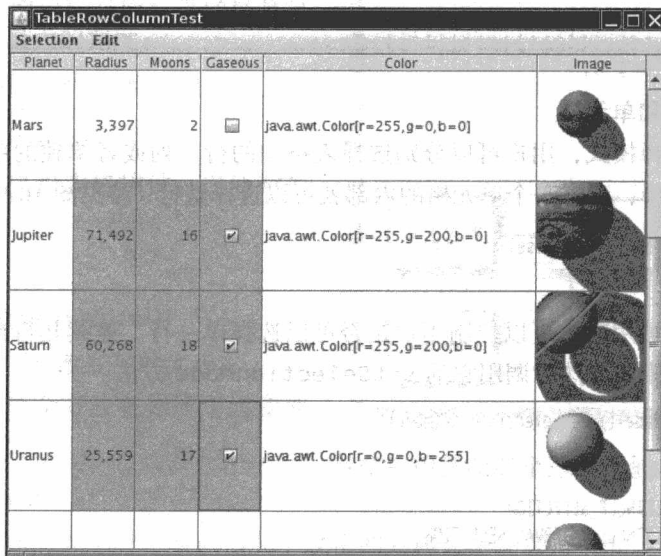 TableRowColumnTest
Selection Edit
Planet Radius Moons Gaseous Color Image
Mars 3,397 2 java.awt.Color[r=255,g=0,b=0]
Jupiter 71,492 16 java.awt.Color[r=255,g=200,b=0]
Saturn 60,268 18 java.awt.Color[r=255,g=200,b=0]
Uranus 25,559 17 java.awt.Color[r=0,g=0,b=255]